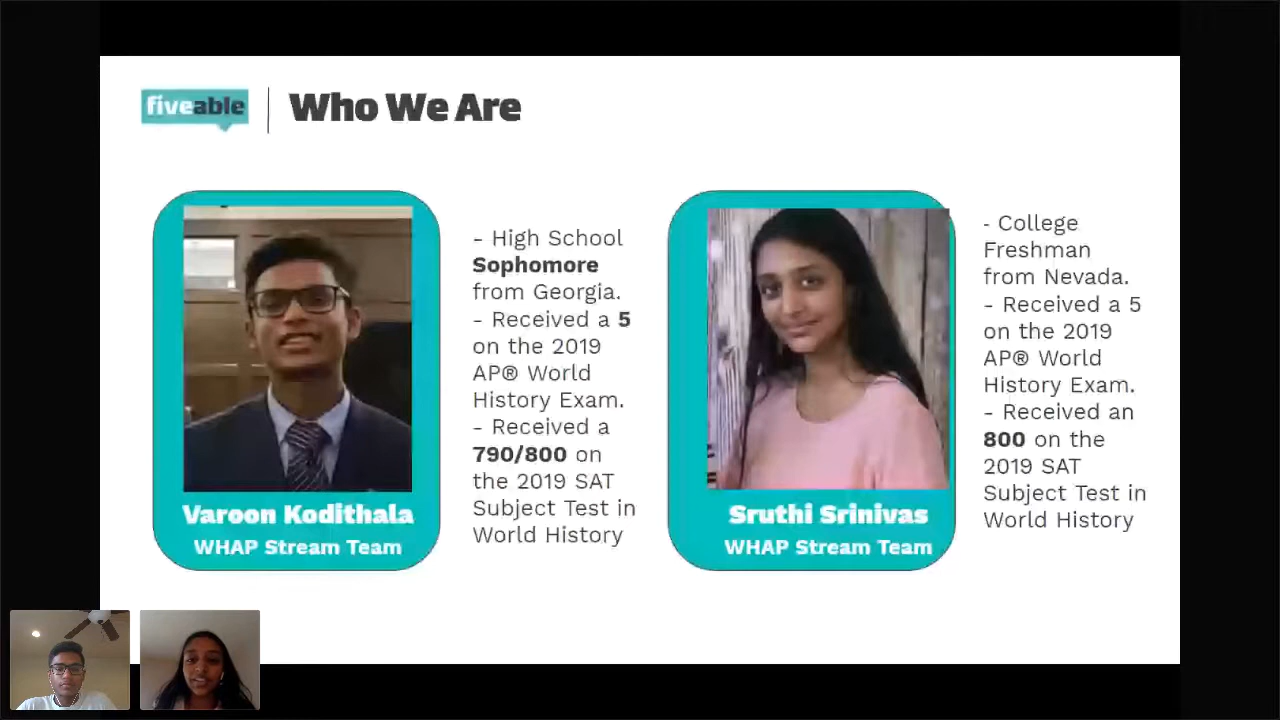 fiveable
Who We Are
- High School
Sophomore
from Georgia.
- Received a 5
on the 2019
AP® World
History Exam.
- Received a
790/800 on
the 2019 SAT
Subject Test in
World History
Varoon Kodithala
WHAP Stream Team
- College
Freshman
from Nevada.
- Received a 5
on the 2019
AP® World
History Exam.
- Received an
800 on the
2019 SAT
Subject Test in
World History
Sruthi Srinivas
WHAP Stream Team